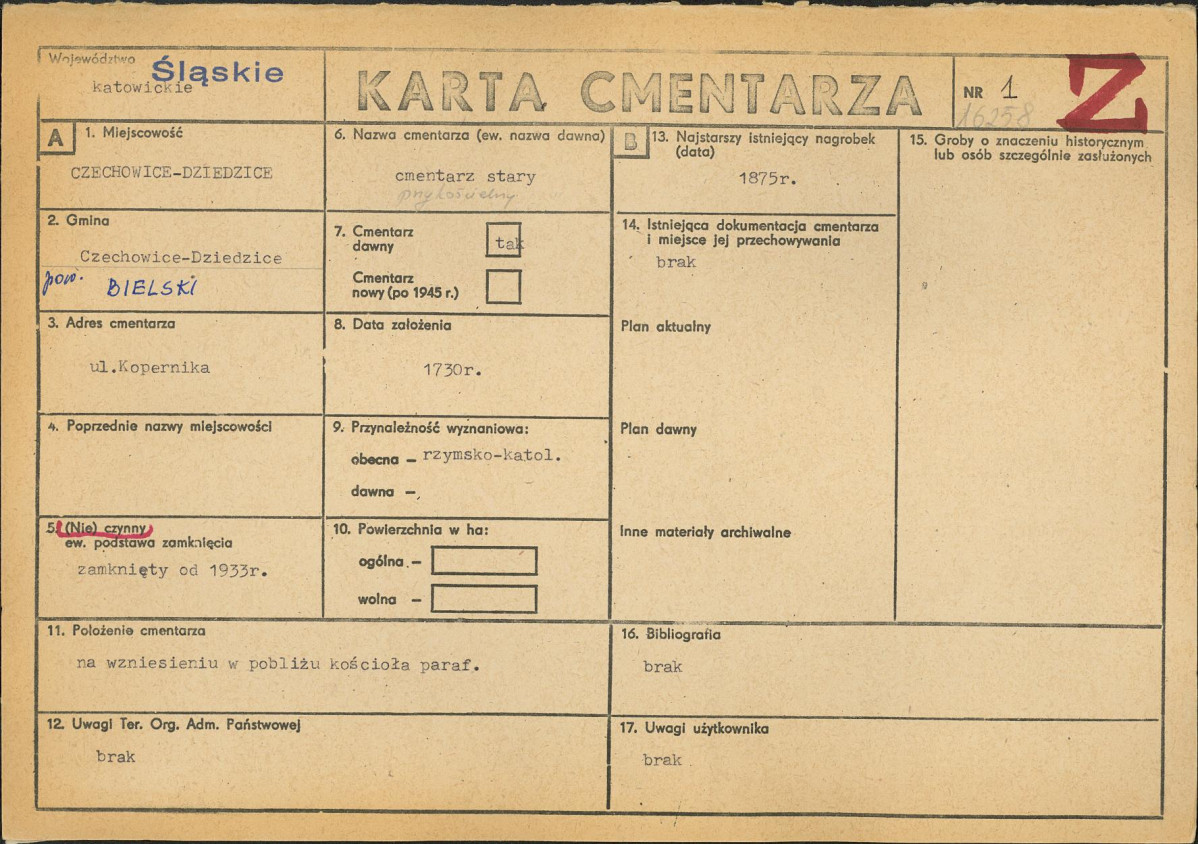 Województwo
Śląskie
katowickie
KARTA CMENTARZA
NR 1
16258
Z
A
1. Miejscowość
CZECHOWICE-DZIEDZICE
2. Gmina
Czechowice-Dziedzice
pow. BIELSKI
3. Adres cmentarza
ul.Kopernika
4. Poprzednie nazwy miejscowości
5. (Nie) czynny
ew. podstawa zamknięcia
zamknięty od 1933r.
6. Nazwa cmentarza (ew. nazwa dawna)
cmentarz stary
przykościelny
7. Cmentarz
dawny
tak
Cmentarz
nowy (po 1945 r.)
8. Data założenia
1730r.
9. Przynależność wyznaniowa:
obecna – rzymsko-katol.
dawna –
10. Powierzchnia w ha:
ogólna –
wolna –
11. Położenie cmentarza
na wzniesieniu w pobliżu kościoła paraf.
12. Uwagi Ter. Org. Adm. Państwowej
brak
B
13. Najstarszy istniejący nagrobek
(data)
1875r.
14. Istniejąca dokumentacja cmentarza
i miejsce jej przechowywania
brak
Plan aktualny
Plan dawny
Inne materiały archiwalne
15. Groby o znaczeniu historycznym
lub osób szczególnie zasłużonych
16. Bibliografia
brak
17. Uwagi użytkownika
brak